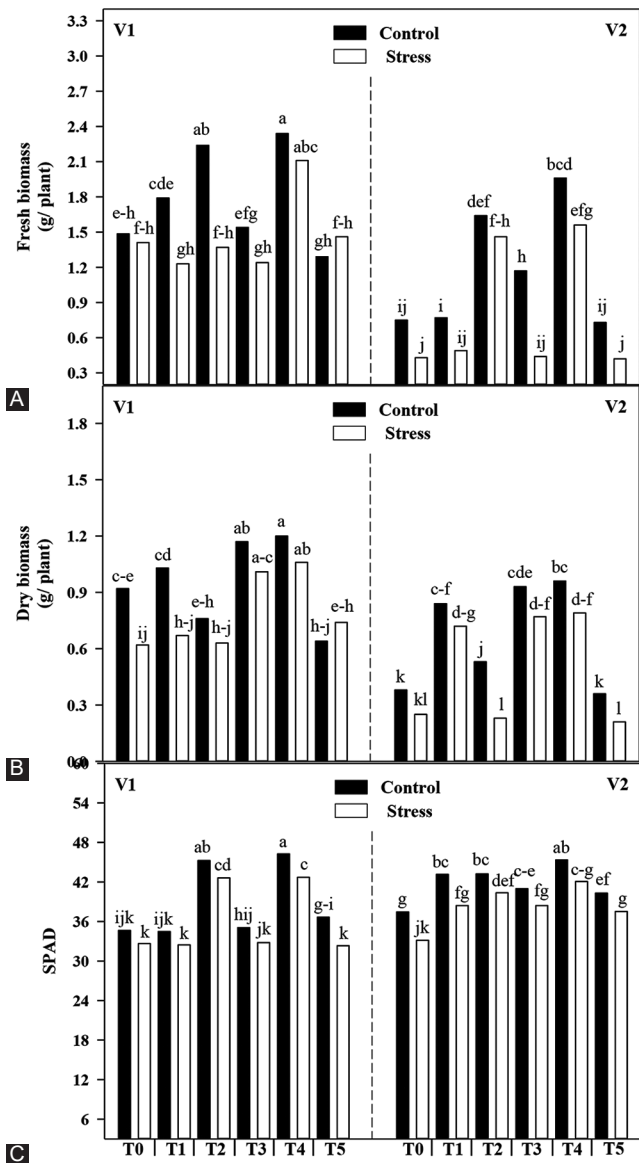 V1 V2
Control
Stress
Fresh biomass
(g/ plant)
3.3
3.0
2.7
2.4
2.1
1.8
1.5
1.2
0.9
0.6
0.3
e-h f-h cde gh ab f-h efg gh a abc gh f-h
ij j i ij def f-h h ij bcd efg ij j
A
V1 V2
Control
Stress
Dry biomass
(g/ plant)
1.8
1.5
1.2
0.9
0.6
0.3
0.0
c-e ij cd h-j e-h h-j ab a-c a ab h-j e-h
k kl c-f d-g j l cde d-f bc d-f k l
B
V1 V2
Control
Stress
SPAD
60
54
48
42
36
30
24
18
12
6
ijk k ijk k ab cd hij jk a c g-i k
g jk bc fg bc def c-e fg ab c-g ef g
C
T0 T1 T2 T3 T4 T5 T0 T1 T2 T3 T4 T5